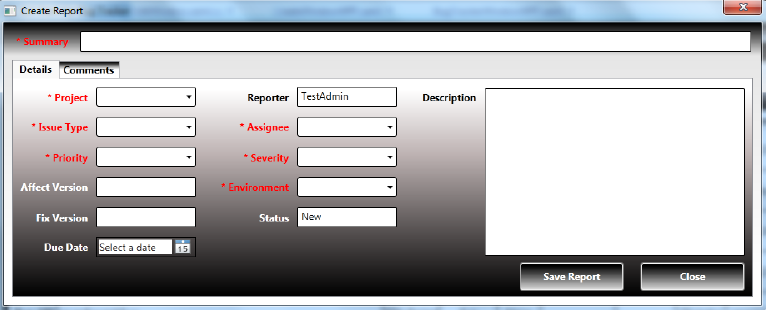 Create Report
* Summary
Details Comments
* Project Reporter TestAdmin Description
* Issue Type * Assignee
* Priority * Severity
Affect Version * Environment
Fix Version Status New
Due Date Select a date 15
Save Report Close